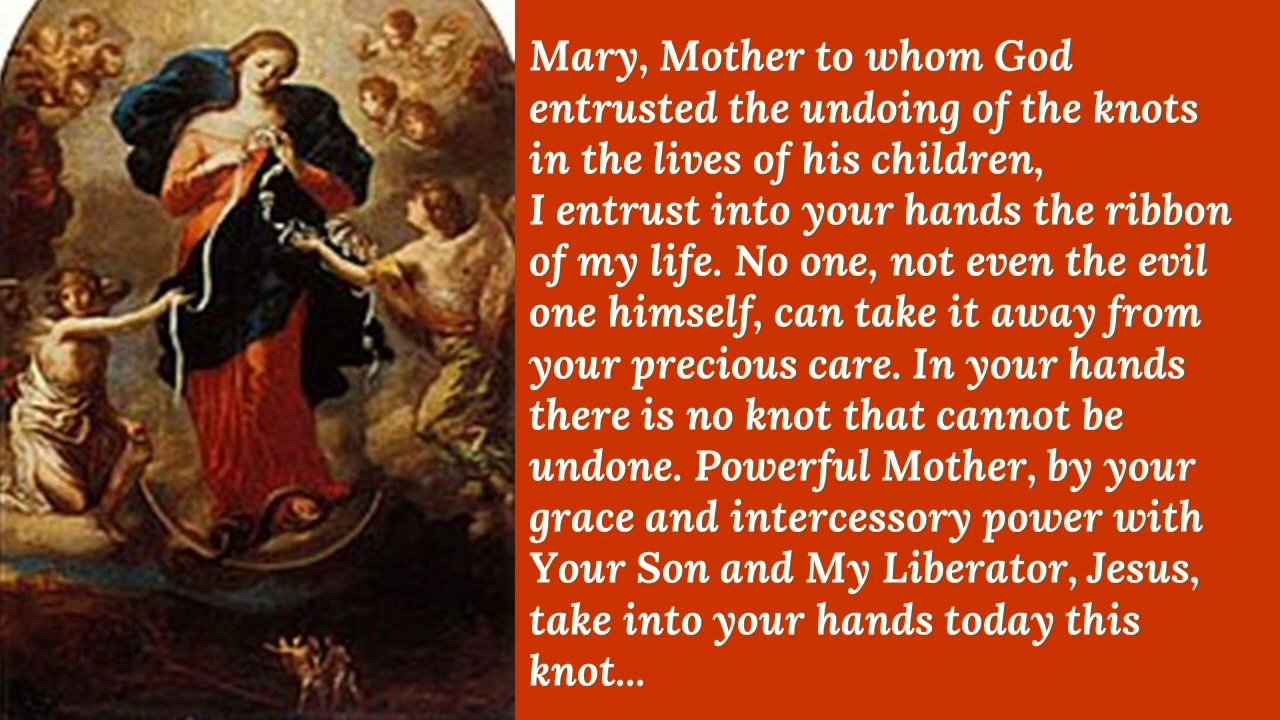 Mary, Mother to whom God
entrusted the undoing of the knots
in the lives of his children,
I entrust into your hands the ribbon
of my life. No one, not even the evil
one himself, can take it away from
your precious care. In your hands
there is no knot that cannot be
undone. Powerful Mother, by your
grace and intercessory power with
Your Son and My Liberator, Jesus,
take into your hands today this
knot...